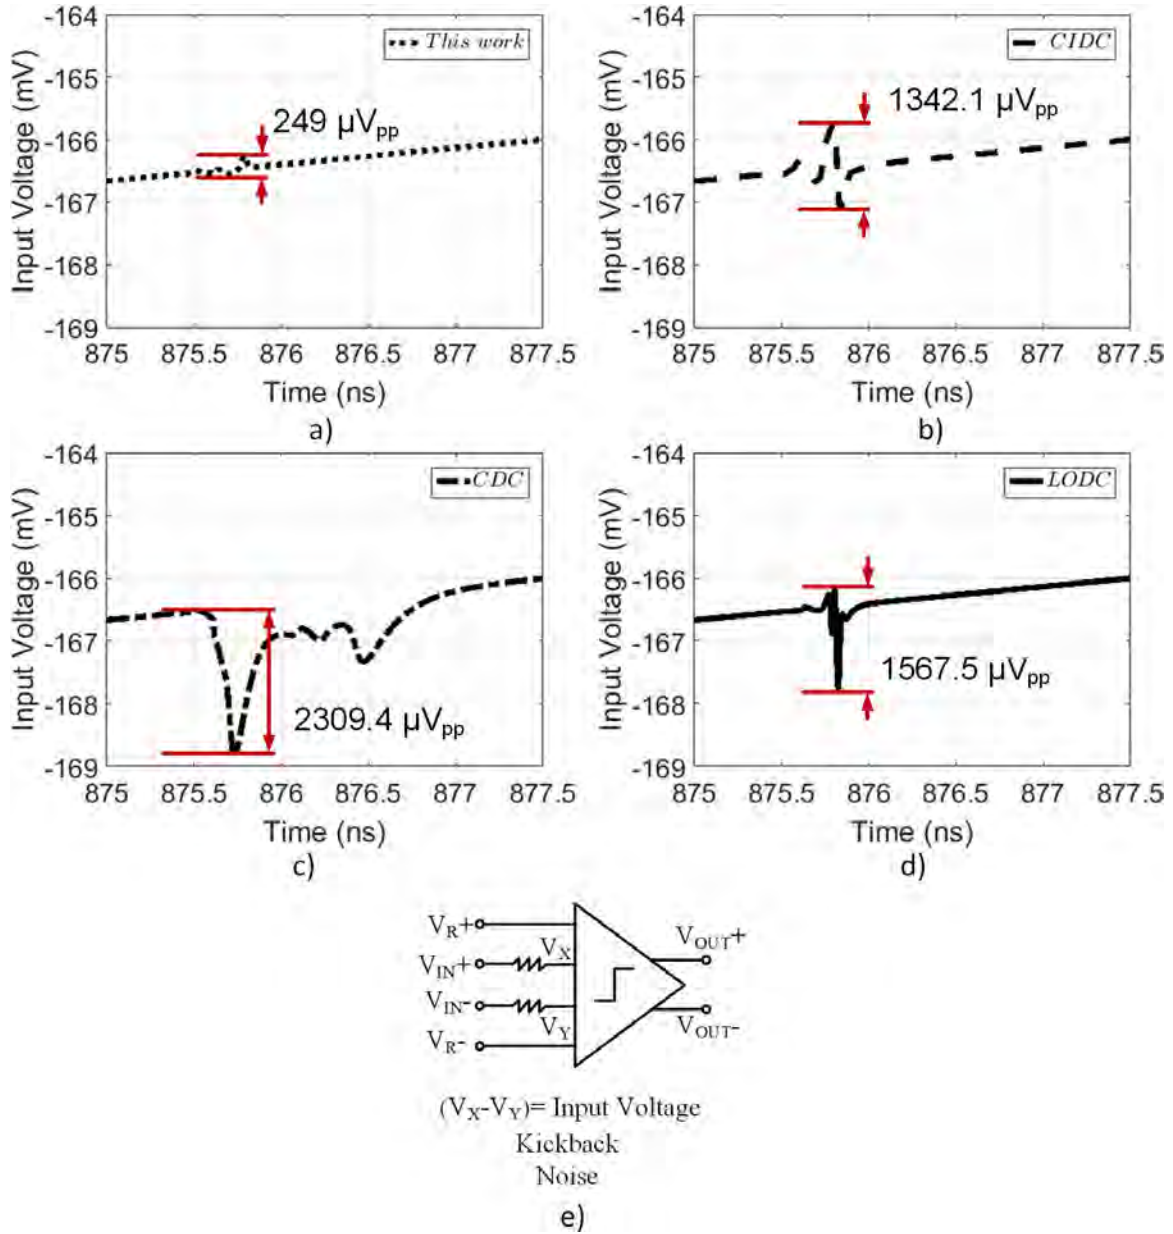 -164
-165
-166
-167
-168
-169
Input Voltage (mV)
This work
249 μVpp
875 875.5 876 876.5 877 877.5
Time (ns)
a)
-164
-165
-166
-167
-168
-169
Input Voltage (mV)
CIDC
1342.1 μVpp
875 875.5 876 876.5 877 877.5
Time (ns)
b)
-164
-165
-166
-167
-168
-169
Input Voltage (mV)
CDC
2309.4 μVpp
875 875.5 876 876.5 877 877.5
Time (ns)
c)
-164
-165
-166
-167
-168
-169
Input Voltage (mV)
LODC
1567.5 μVpp
875 875.5 876 876.5 877 877.5
Time (ns)
d)
VR+
VIN+
VIN-
VR-
VX
VY
VOUT+
VOUT-
(VX-VY)= Input Voltage
Kickback
Noise
e)